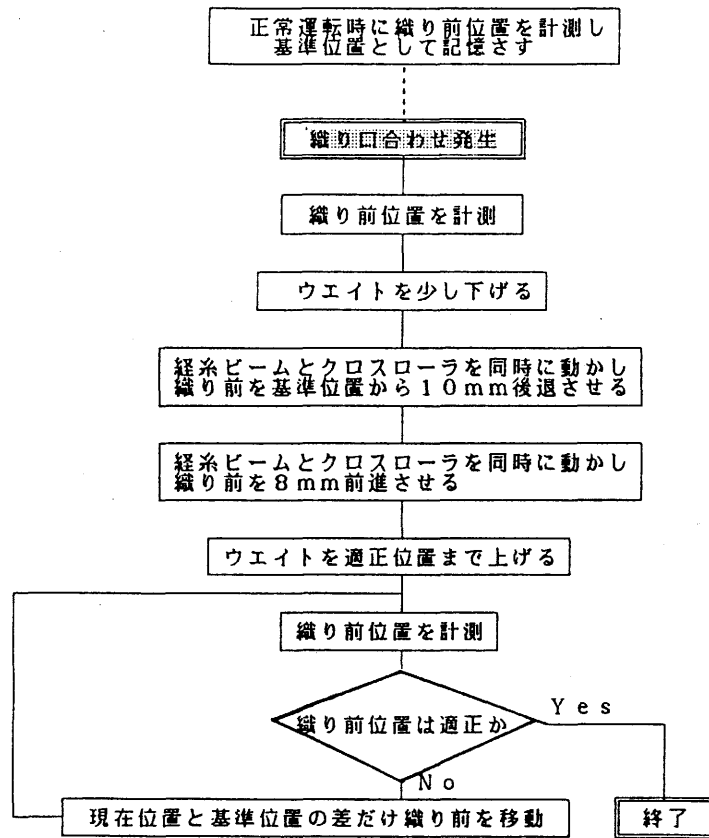 正常運転時に織り前位置を計測し
基準位置として記憶さす
織り口合わせ発生
織り前位置を計測
ウエイトを少し下げる
経糸ビームとクロスローラを同時に動かし
織り前を基準位置から10mm後退させる
経糸ビームとクロスローラを同時に動かし
織り前を8mm前進させる
ウエイトを適正位置まで上げる
織り前位置を計測
織り前位置は適正か
Yes
No
現在位置と基準位置の差だけ織り前を移動
終了